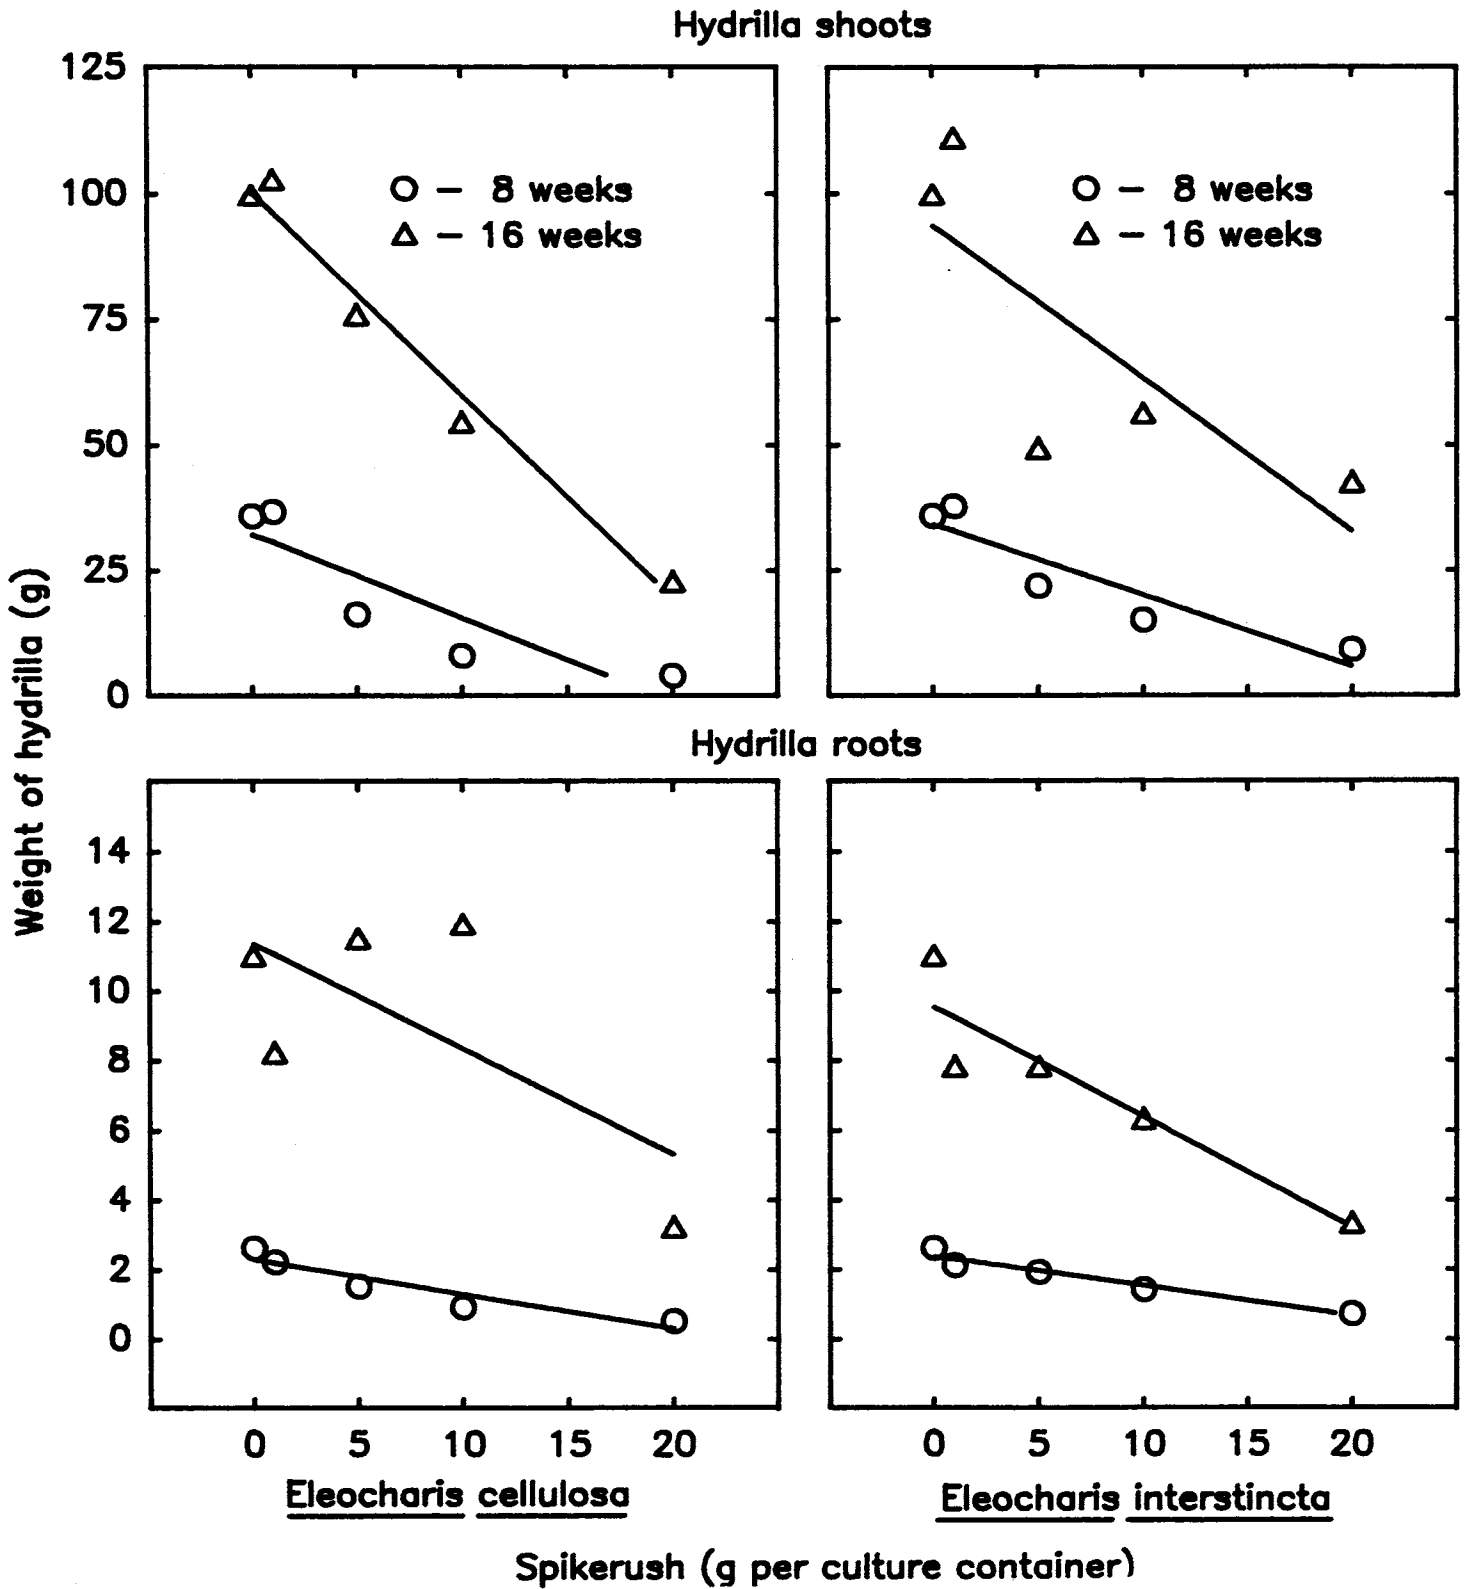 Hydrilla shoots
125
100
75
50
25
0
○ – 8 weeks
△ – 16 weeks
○ – 8 weeks
△ – 16 weeks
Weight of hydrilla (g)
Hydrilla roots
14
12
10
8
6
4
2
0
0 5 10 15 20
0 5 10 15 20
Eleocharis cellulosa
Eleocharis interstincta
Spikerush (g per culture container)